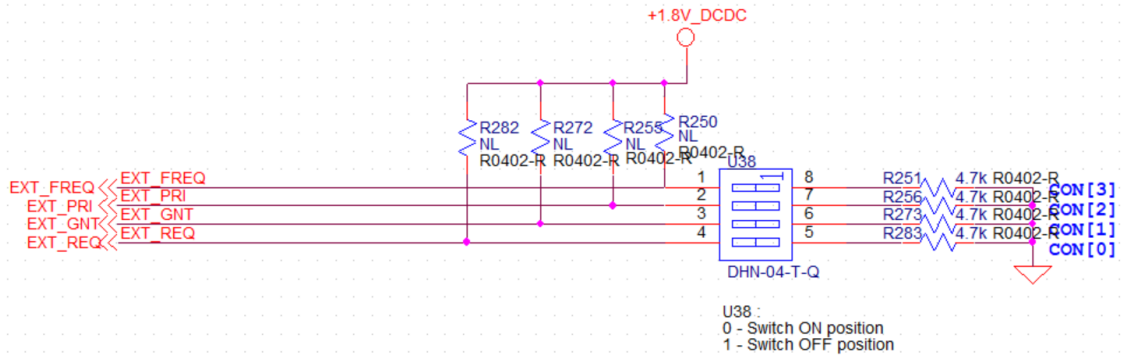 +1.8V_DCDC
R282
NL
R0402-R
R272
NL
R0402-R
R255
NL
R0402-R
R250
NL
R0402-R
U38
EXT_FREQ EXT_FREQ 1 8 R251 4.7k R0402-R CON[3]
EXT_PRI EXT_PRI 2 7 R256 4.7k R0402-R CON[2]
EXT_GNT EXT_GNT 3 6 R273 4.7k R0402-R CON[1]
EXT_REQ EXT_REQ 4 5 R283 4.7k R0402-R CON[0]
1
DHN-04-T-Q
U38 :
0 - Switch ON position
1 - Switch OFF position